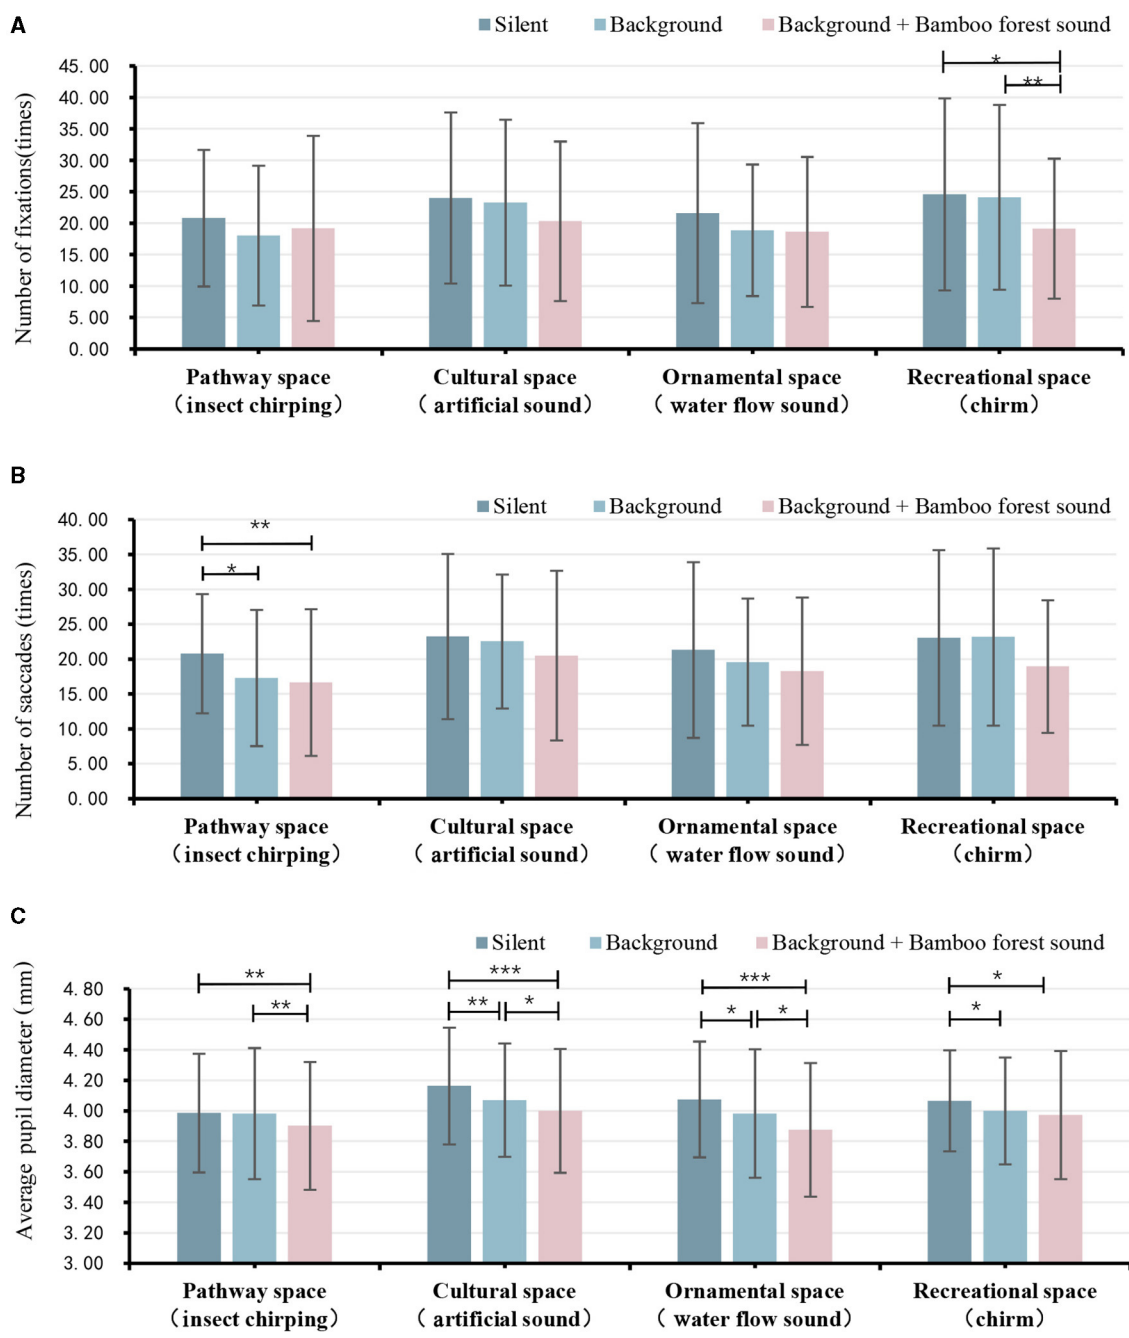 A
Silent Background Background + Bamboo forest sound
Number of fixations(times)
45.00
40.00
35.00
30.00
25.00
20.00
15.00
10.00
5.00
0.00
* 
**
Pathway space Cultural space Ornamental space Recreational space
（insect chirping） （ artificial sound） （ water flow sound） （chirm）
B
Silent Background Background + Bamboo forest sound
Number of saccades (times)
40.00
35.00
30.00
25.00
20.00
15.00
10.00
5.00
0.00
**
*
Pathway space Cultural space Ornamental space Recreational space
（insect chirping） （ artificial sound） （ water flow sound） （chirm）
C
Silent Background Background + Bamboo forest sound
Average pupil diameter (mm)
4.80
4.60
4.40
4.20
4.00
3.80
3.60
3.40
3.20
3.00
** *** *** *
** ** * * * *
Pathway space Cultural space Ornamental space Recreational space
（insect chirping） （artificial sound） （water flow sound） （chirm）